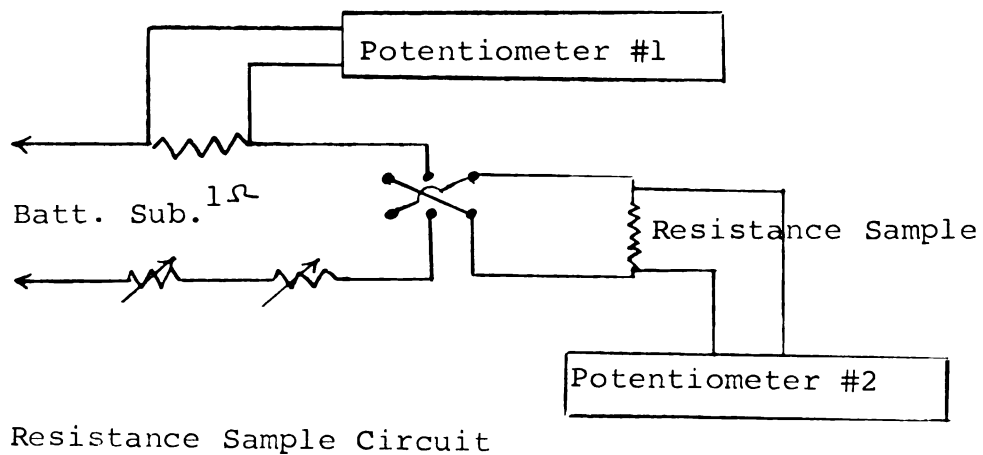 Potentiometer #1
Batt. Sub. 1Ω
Resistance Sample
Potentiometer #2
Resistance Sample Circuit